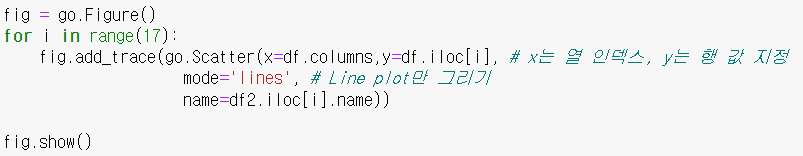 fig = go.Figure()
for i in range(17):
    fig.add_trace(go.Scatter(x=df.columns,y=df.iloc[i], # x는 열 인덱스, y는 행 값 지정
                    mode='lines', # Line plot만 그리기
                    name=df2.iloc[i].name))
fig.show()